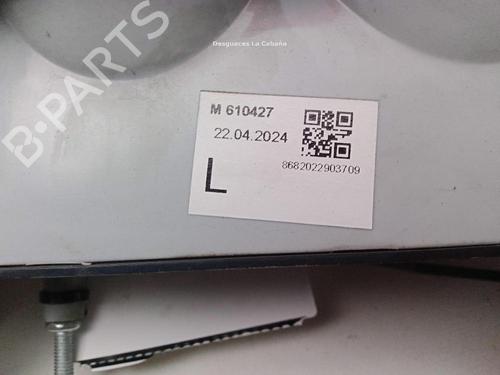 Desguaces La Cabaña
B-PARTS
M 610427
22.04.2024
8682022903709
L